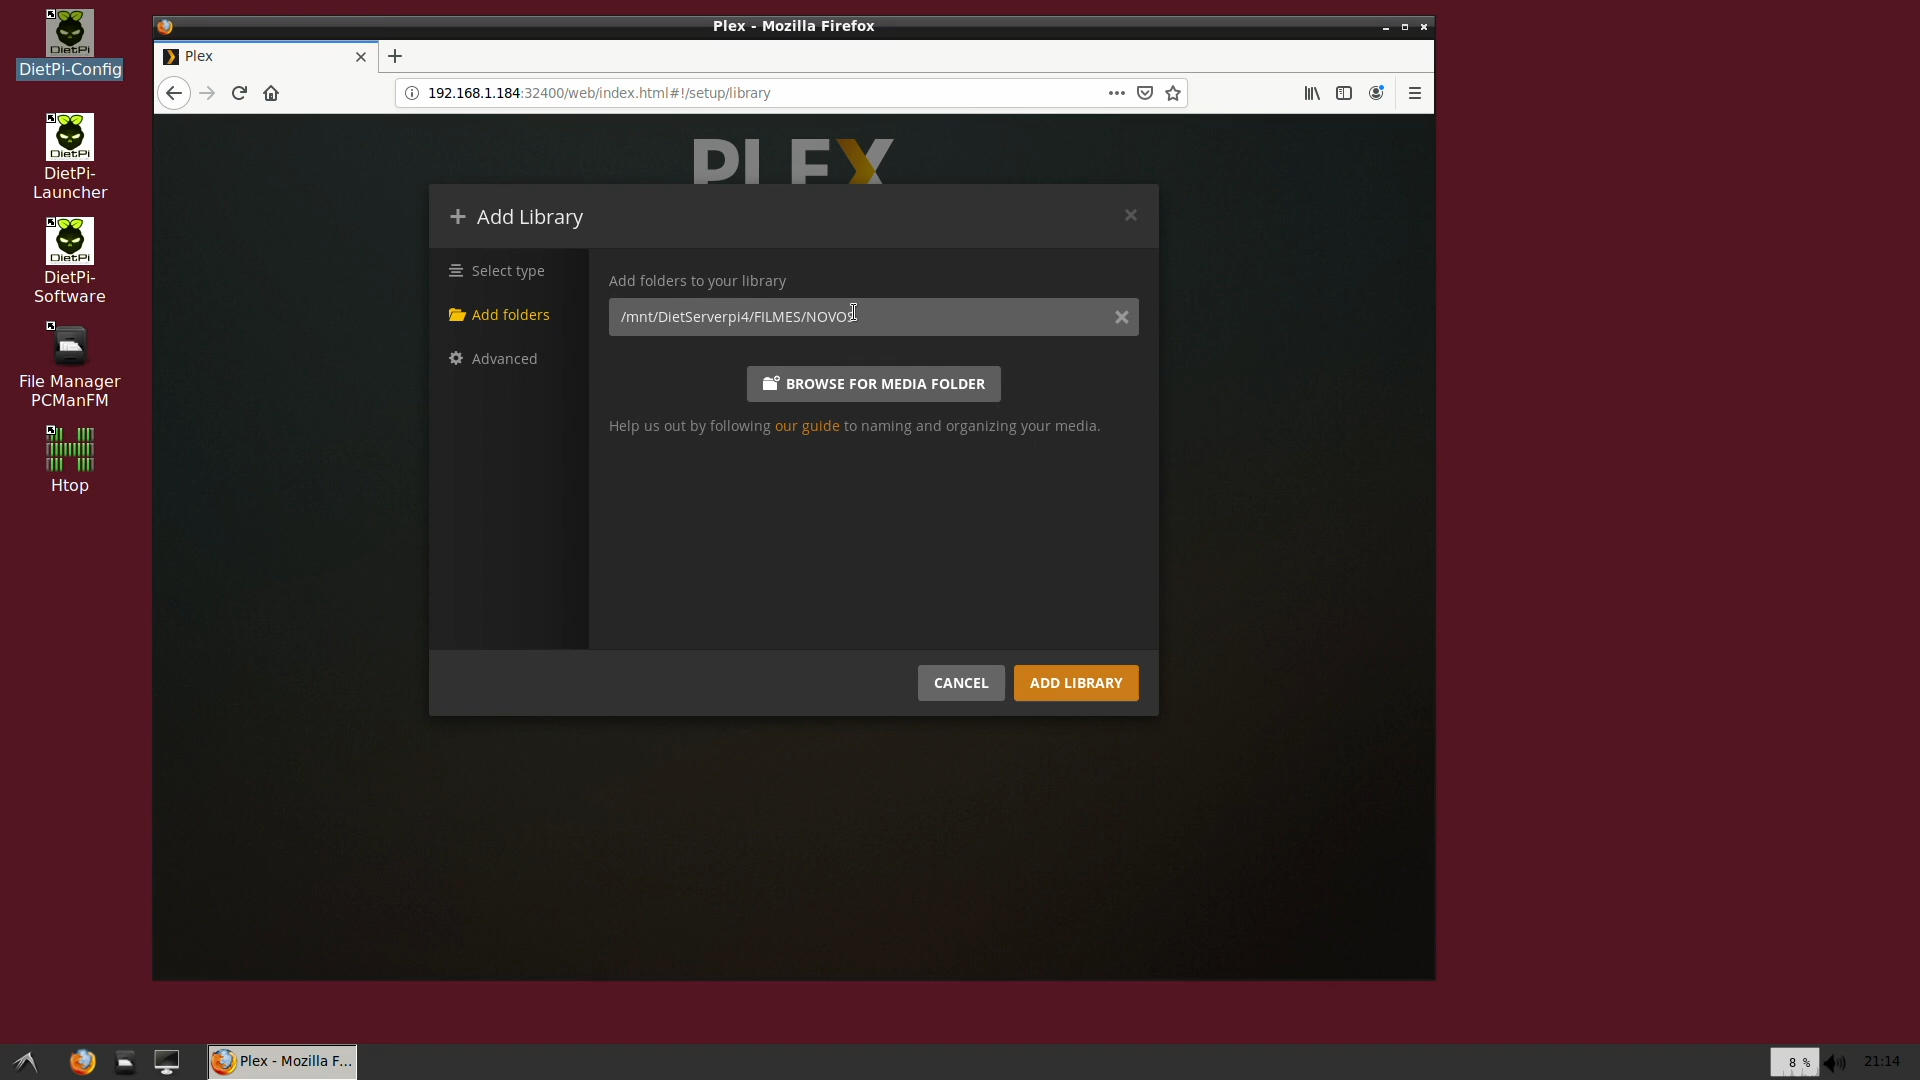 DietPi
DietPi-Config
DietPi
DietPi-
Launcher
DietPi
DietPi-
Software
File Manager
PCManFM
Htop
Plex - Mozilla Firefox
Plex
192.168.1.184:32400/web/index.html#!/setup/library
PLEX
Add Library
Select type
Add folders
Advanced
Add folders to your library
/mnt/DietServerpi4/FILMES/NOVOS
BROWSE FOR MEDIA FOLDER
Help us out by following our guide to naming and organizing your media.
CANCEL
ADD LIBRARY
Plex - Mozilla F...
8 %
21:14